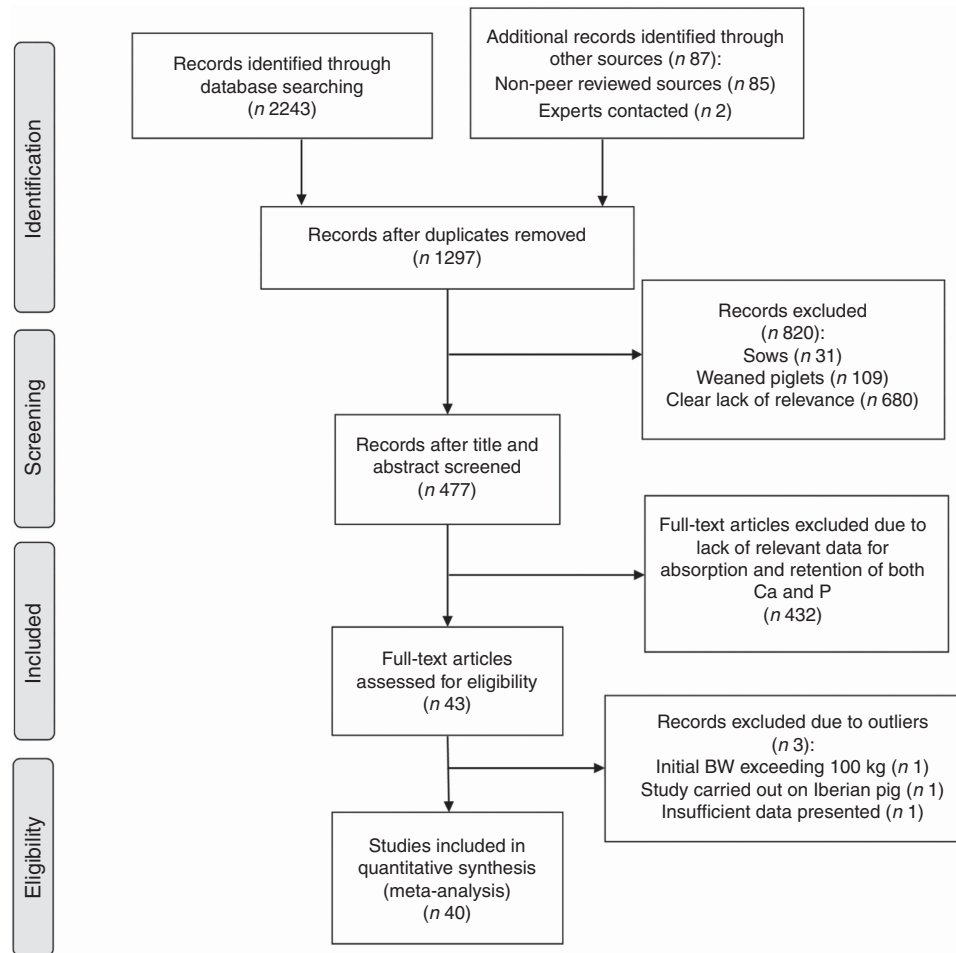 Identification
Records identified through
database searching
(n 2243)
Additional records identified through
other sources (n 87):
Non-peer reviewed sources (n 85)
Experts contacted (n 2)
Records after duplicates removed
(n 1297)
Records excluded
(n 820):
Sows (n 31)
Weaned piglets (n 109)
Clear lack of relevance (n 680)
Screening
Records after title and
abstract screened
(n 477)
Full-text articles excluded due to
lack of relevant data for
absorption and retention of both
Ca and P
(n 432)
Included
Full-text articles
assessed for eligibility
(n 43)
Records excluded due to outliers
(n 3):
Initial BW exceeding 100 kg (n 1)
Study carried out on Iberian pig (n 1)
Insufficient data presented (n 1)
Eligibility
Studies included in
quantitative synthesis
(meta-analysis)
(n 40)